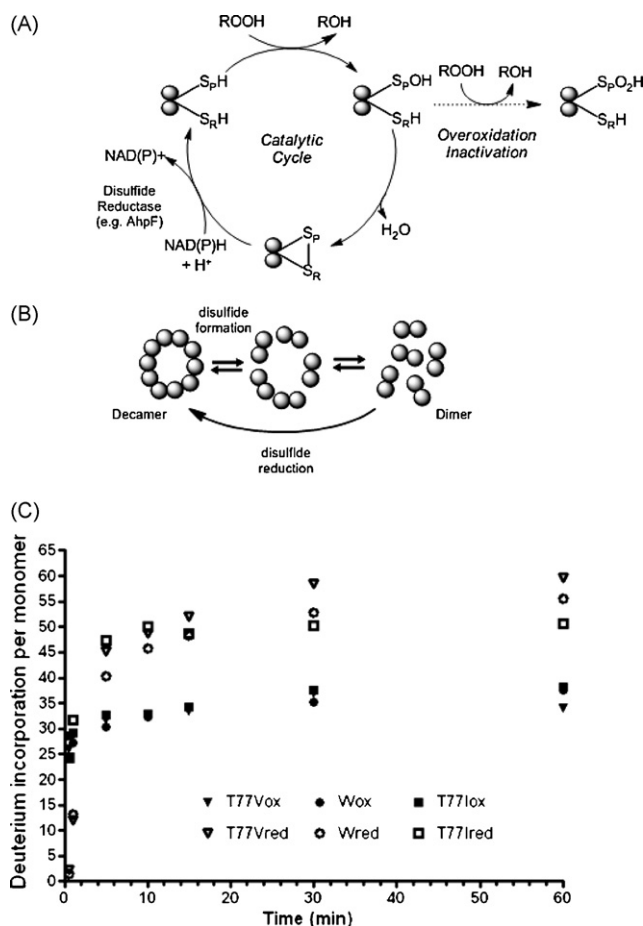 (A)
ROOH
ROH
SPH
SRH
SPOH
SRH
ROOH
ROH
SPO2H
SRH
Catalytic
Cycle
Overoxidation
Inactivation
NAD(P)+
Disulfide
Reductase
(e.g. AhpF)
NAD(P)H
+ H+
SP
SR
H2O
(B)
disulfide
formation
Decamer
Dimer
disulfide
reduction
(C)
Deuterium incorporation per monomer
65
60
55
50
45
40
35
30
25
20
15
10
5
0
T77Vox
Wox
T77Iox
T77Vred
Wred
T77Ired
0
10
20
30
40
50
60
Time (min)